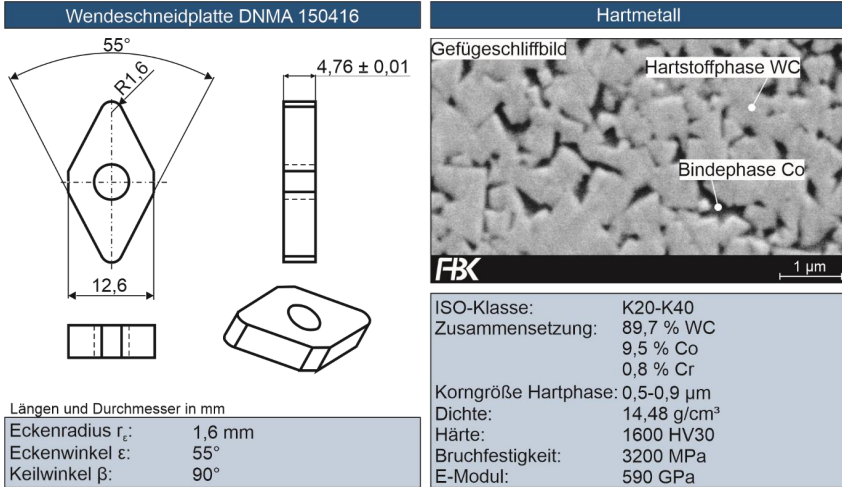 Wendeschneidplatte DNMA 150416
55°
R1,6
4,76 ± 0,01
12,6
Längen und Durchmesser in mm
Eckenradius rε: 1,6 mm
Eckenwinkel ε: 55°
Keilwinkel β: 90°
Hartmetall
Gefügeschliffbild
Hartstoffphase WC
Bindephase Co
FBK
1 µm
ISO-Klasse: K20-K40
Zusammensetzung: 89,7 % WC
9,5 % Co
0,8 % Cr
Korngröße Hartphase: 0,5-0,9 µm
Dichte: 14,48 g/cm³
Härte: 1600 HV30
Bruchfestigkeit: 3200 MPa
E-Modul: 590 GPa